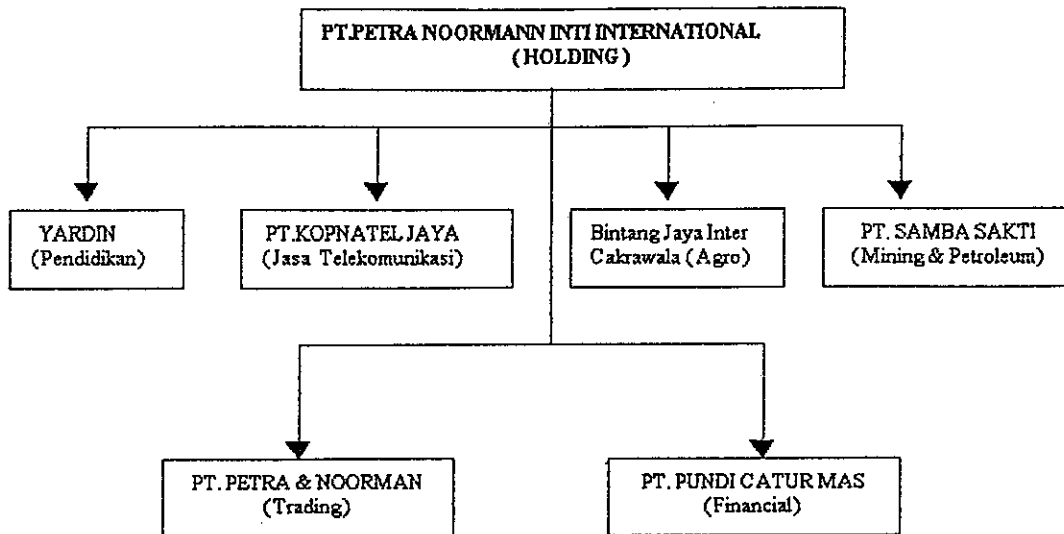 PT.PETRA NOORMANN INTI INTERNATIONAL
( HOLDING )
YARDIN
(Pendidikan)
PT.KOPNATEL JAYA
(Jasa Telekomunikasi)
Bintang Jaya Inter
Cakrawala (Agro)
PT. SAMBA SAKTI
(Mining & Petroleum)
PT. PETRA & NOORMAN
(Trading)
PT. PUNDI CATUR MAS
(Financial)